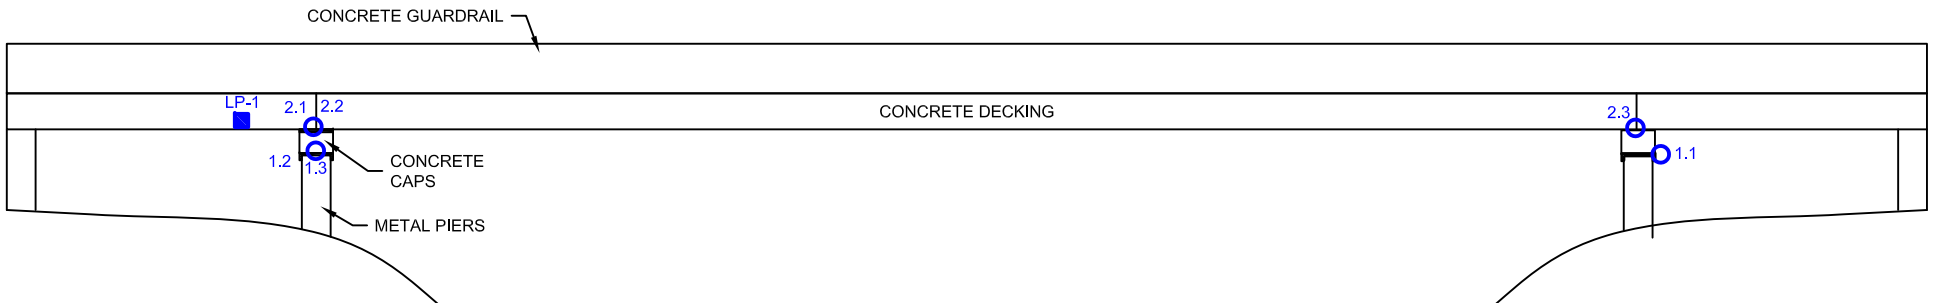 CONCRETE GUARDRAIL
LP-1
2.1
2.2
CONCRETE DECKING
2.3
1.2
1.3
CONCRETE
CAPS
1.1
METAL PIERS